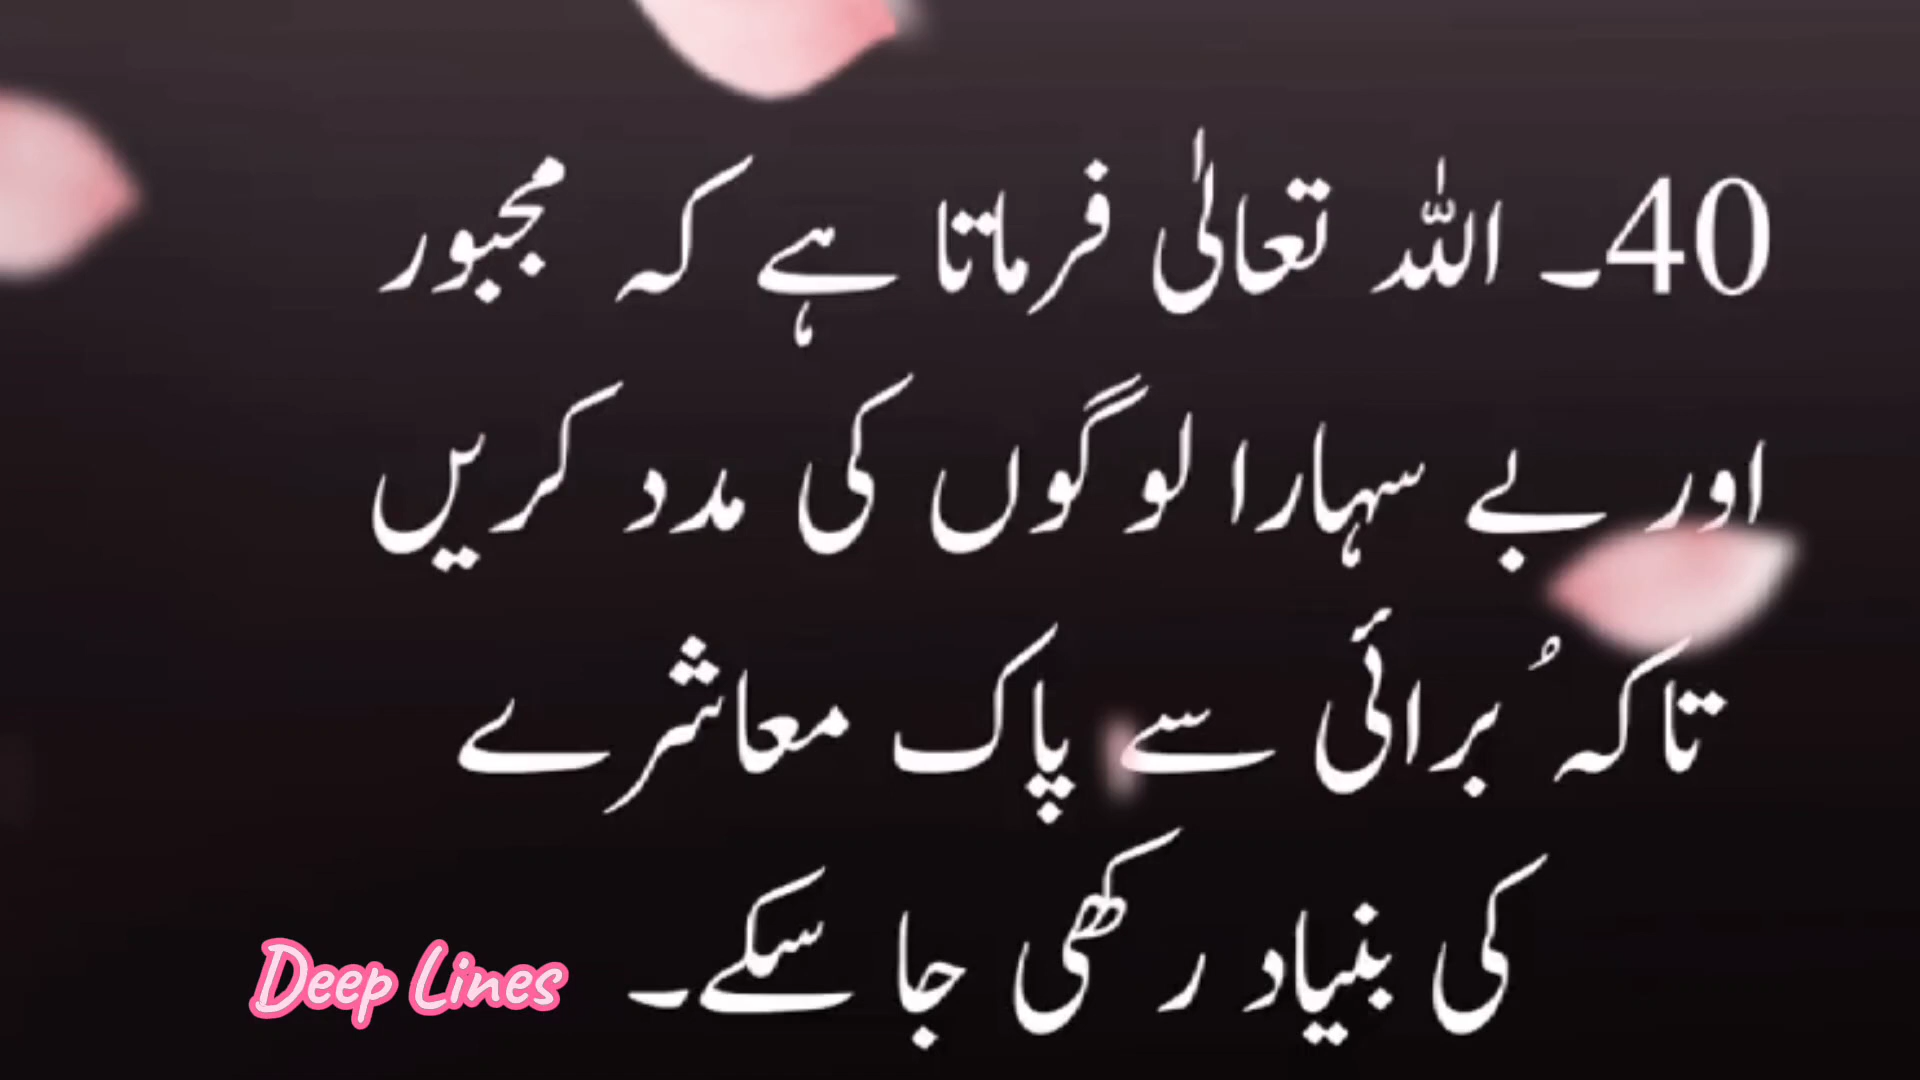 40۔ اللہ تعالیٰ فرماتا ہے کہ مجبور
اور بے سہارا لوگوں کی مدد کریں
تاکہ بُرائی سے پاک معاشرے
کی بنیاد رکھی جا سکے۔
Deep Lines